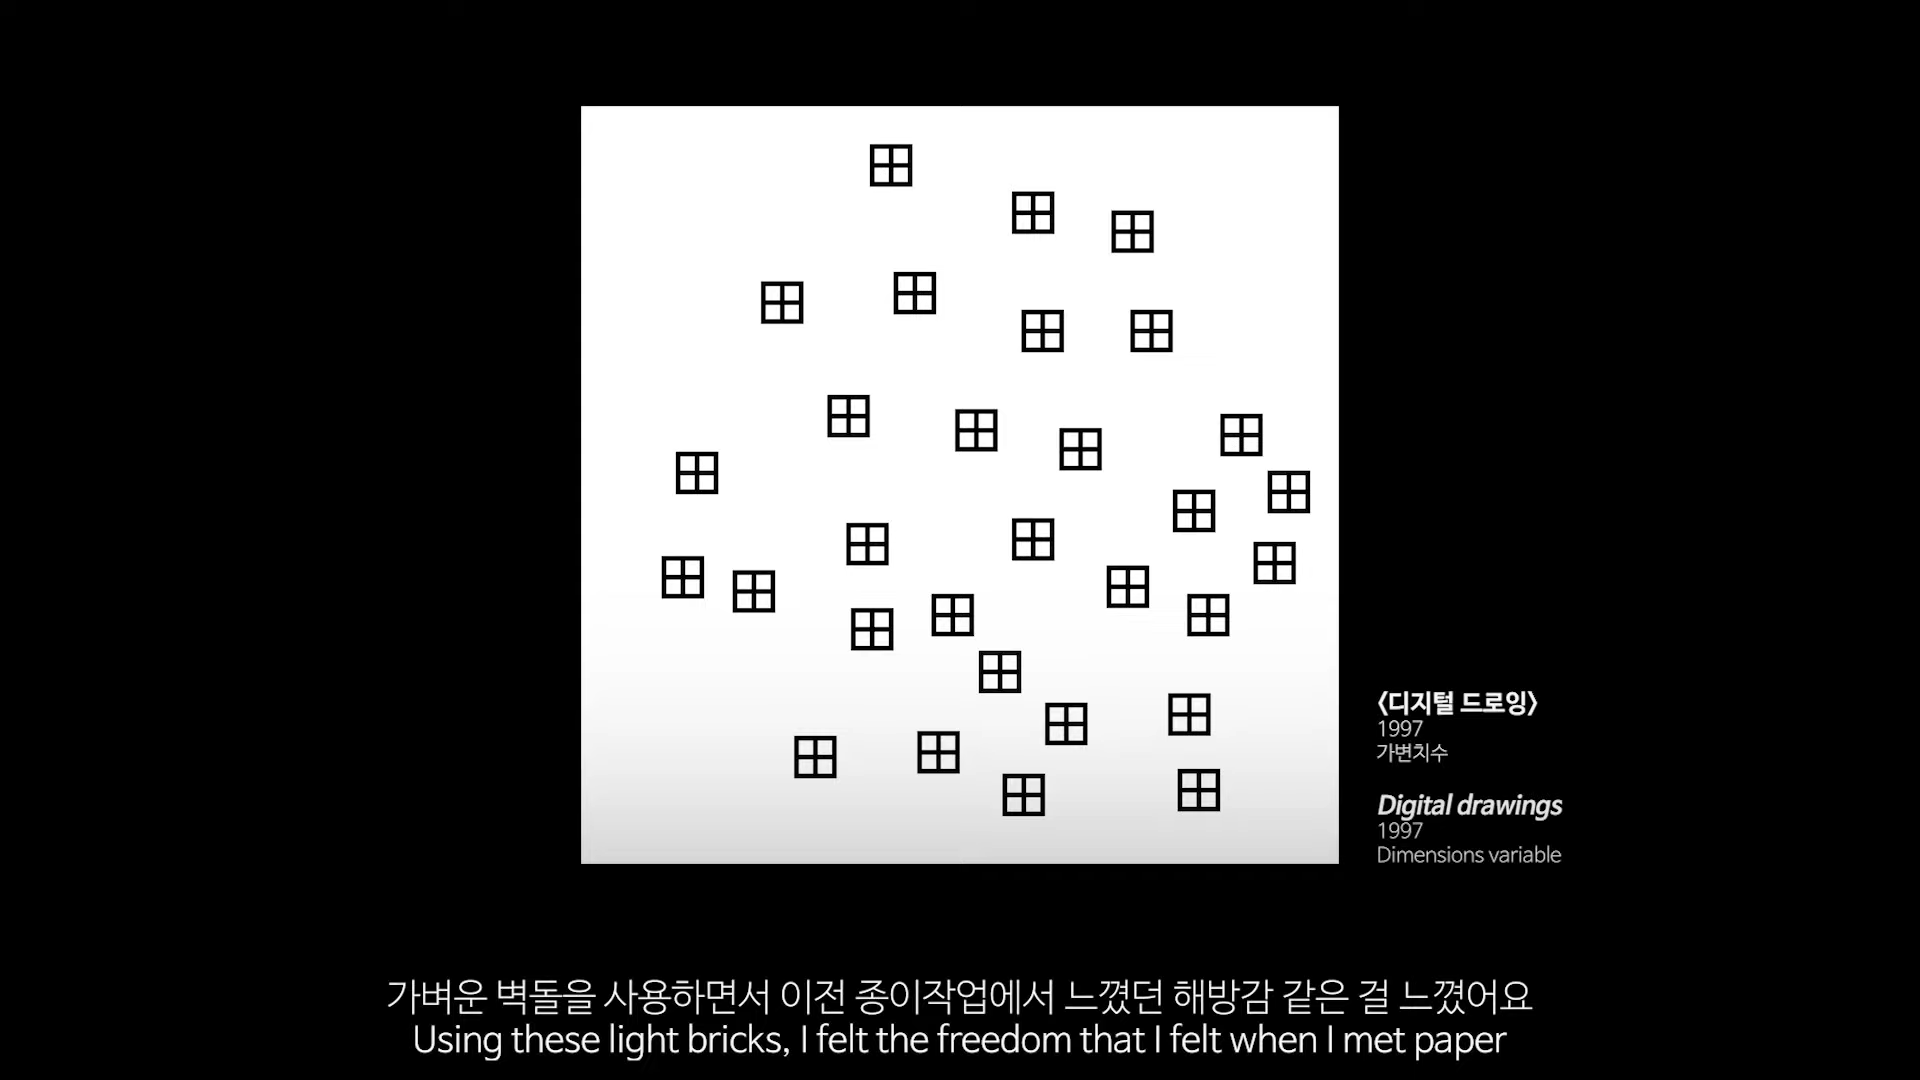 〈디지털 드로잉〉
1997
가변치수
Digital drawings
1997
Dimensions variable
가벼운 벽돌을 사용하면서 이전 종이작업에서 느꼈던 해방감 같은 걸 느꼈어요
Using these light bricks, I felt the freedom that I felt when I met paper